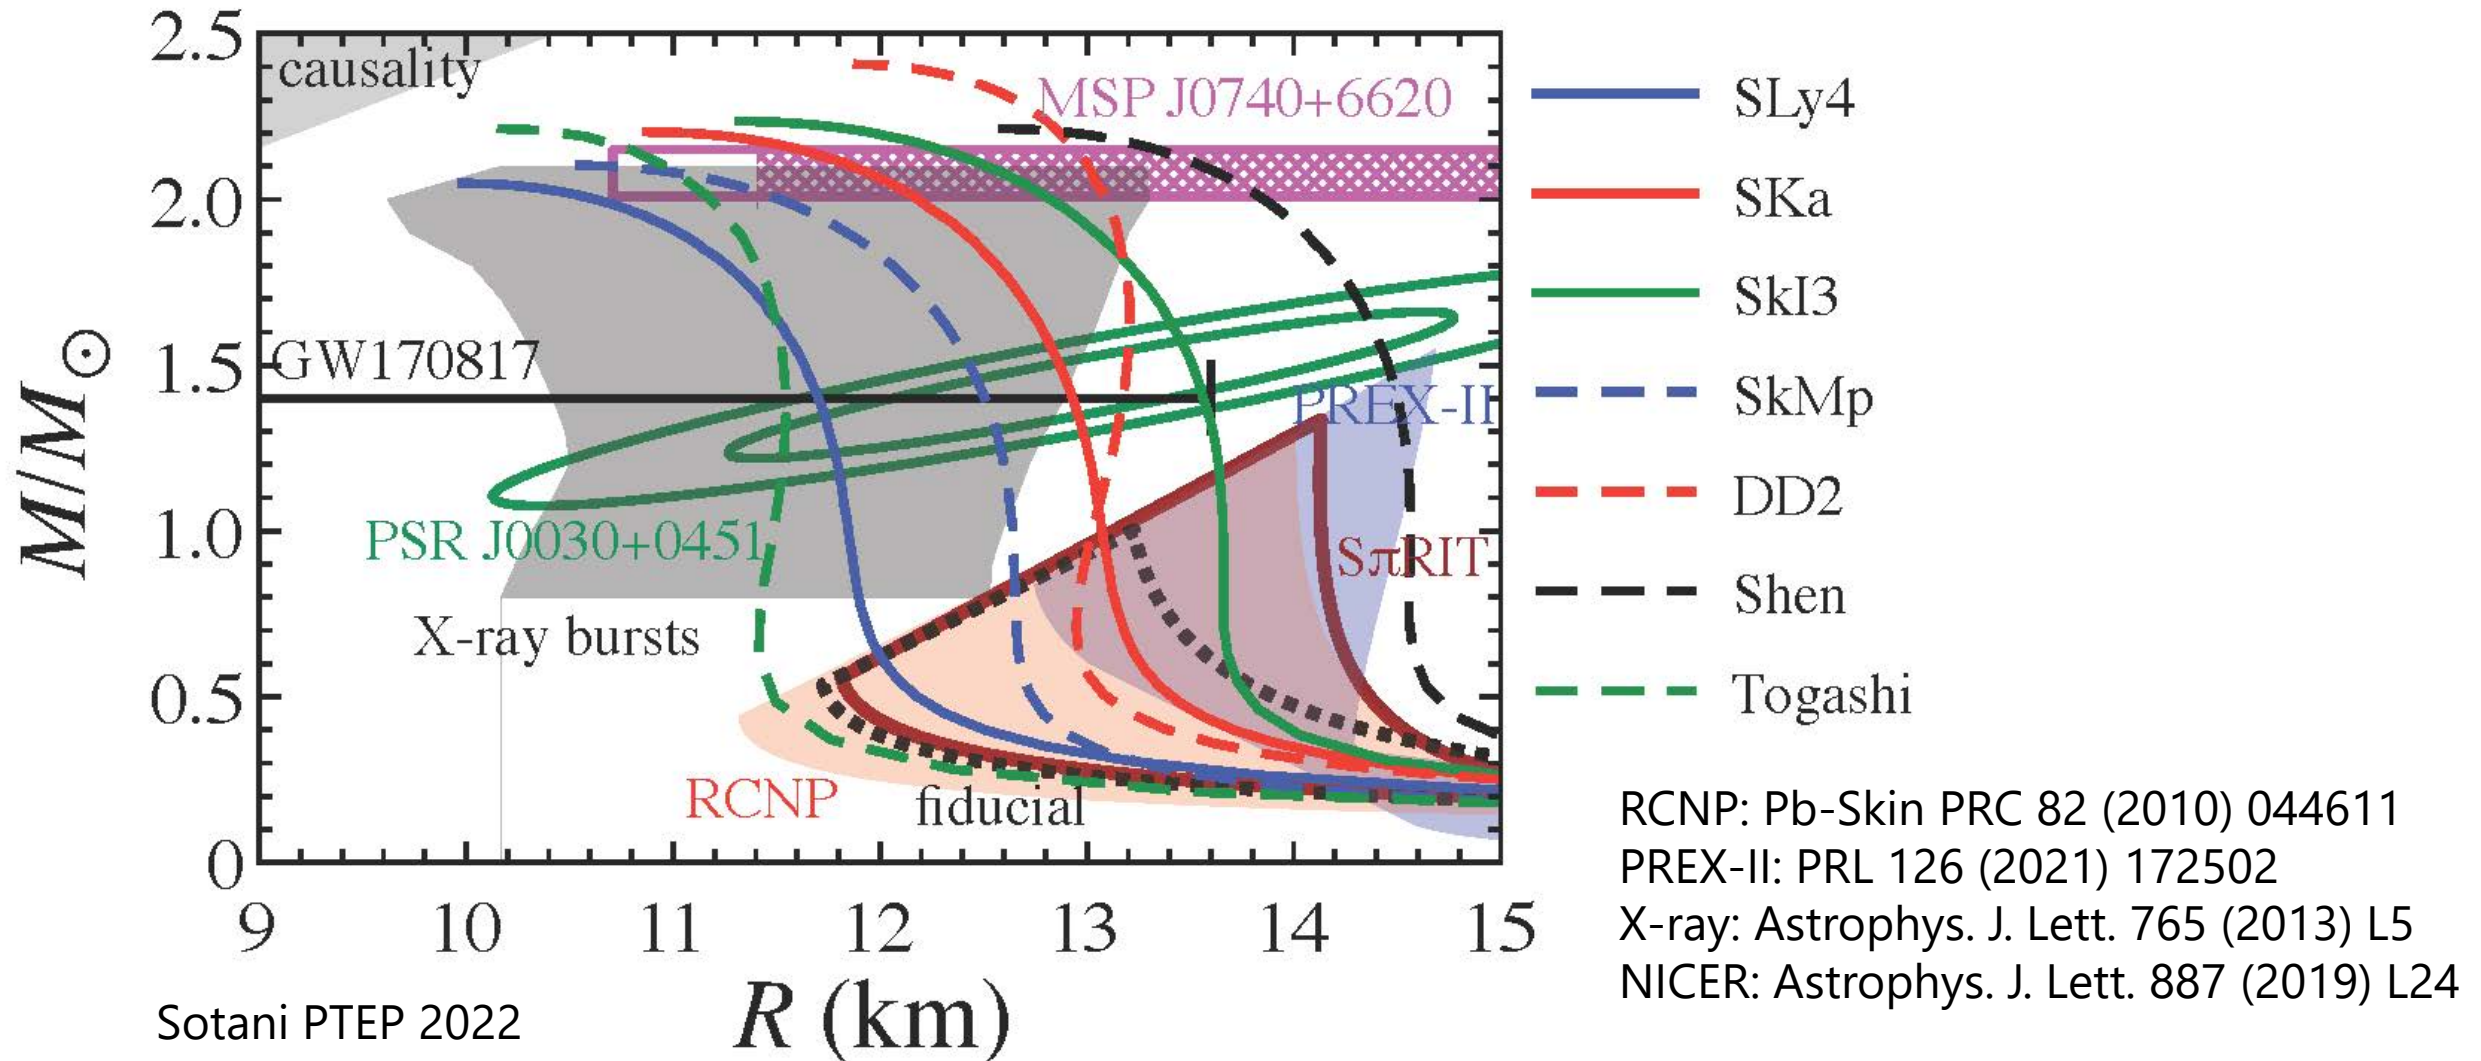 2.5
2.0
1.5
1.0
0.5
0
M/M⊙
causality
MSP J0740+6620
GW170817
PREX-II
PSR J0030+0451
SπRIT
X-ray bursts
RCNP
fiducial
9 10 11 12 13 14 15
R (km)
SLy4
SKa
SkI3
SkMp
DD2
Shen
Togashi
RCNP: Pb-Skin PRC 82 (2010) 044611
PREX-II: PRL 126 (2021) 172502
X-ray: Astrophys. J. Lett. 765 (2013) L5
NICER: Astrophys. J. Lett. 887 (2019) L24
Sotani PTEP 2022